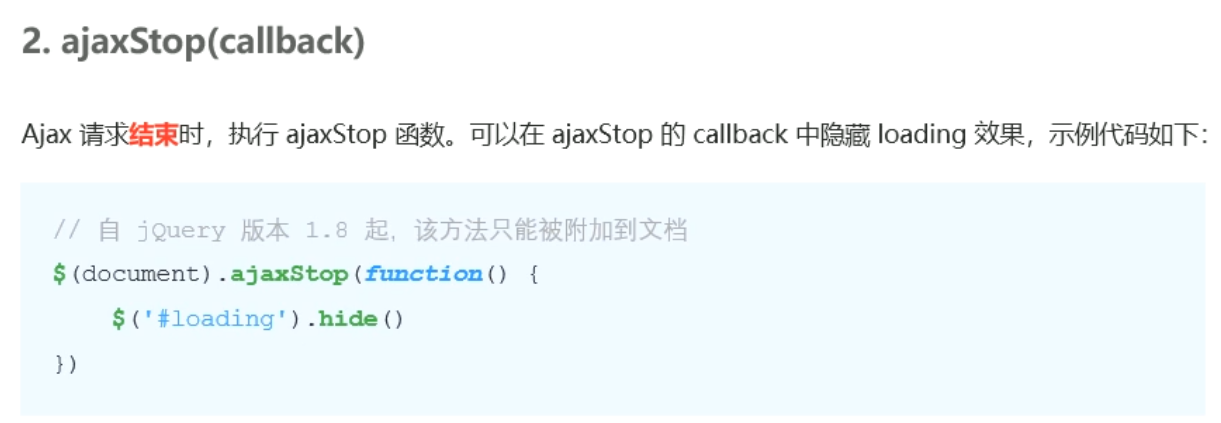 2. ajaxStop(callback)
Ajax 请求结束时，执行 ajaxStop 函数。可以在 ajaxStop 的 callback 中隐藏 loading 效果，示例代码如下：
// 自 jQuery 版本 1.8 起，该方法只能被附加到文档
$(document).ajaxStop(function() {
    $('#loading').hide()
})